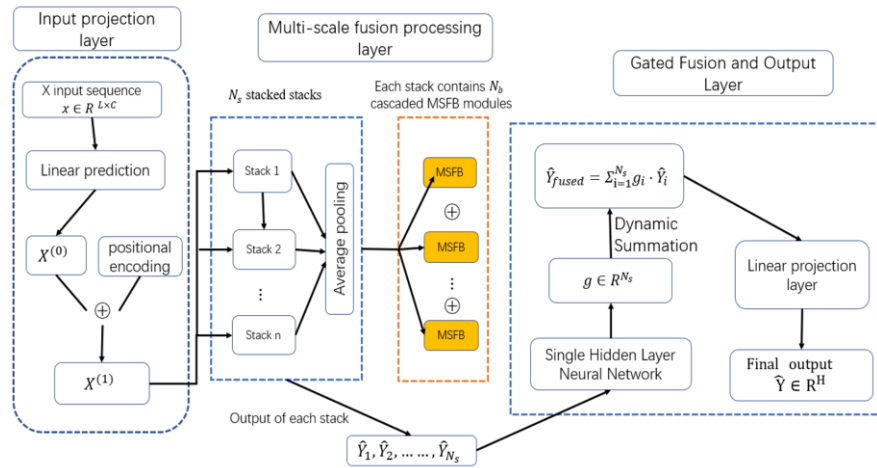 Input projection
layer
X input sequence
x ∈ R^{L×C}
Linear prediction
X^{(0)}
positional
encoding
⊕
X^{(1)}
Multi-scale fusion processing
layer
N_s stacked stacks
Stack 1
Stack 2
⋮
Stack n
Average pooling
Each stack contains N_b
cascaded MSFB modules
MSFB
⊕
MSFB
⋮
⊕
MSFB
Output of each stack
Ŷ_1, Ŷ_2, … …, Ŷ_{N_s}
Gated Fusion and Output
Layer
Ŷ_{fused} = Σ_{i=1}^{N_s} g_i · Ŷ_i
Dynamic
Summation
g ∈ R^{N_s}
Single Hidden Layer
Neural Network
Linear projection
layer
Final output
Ŷ ∈ R^H